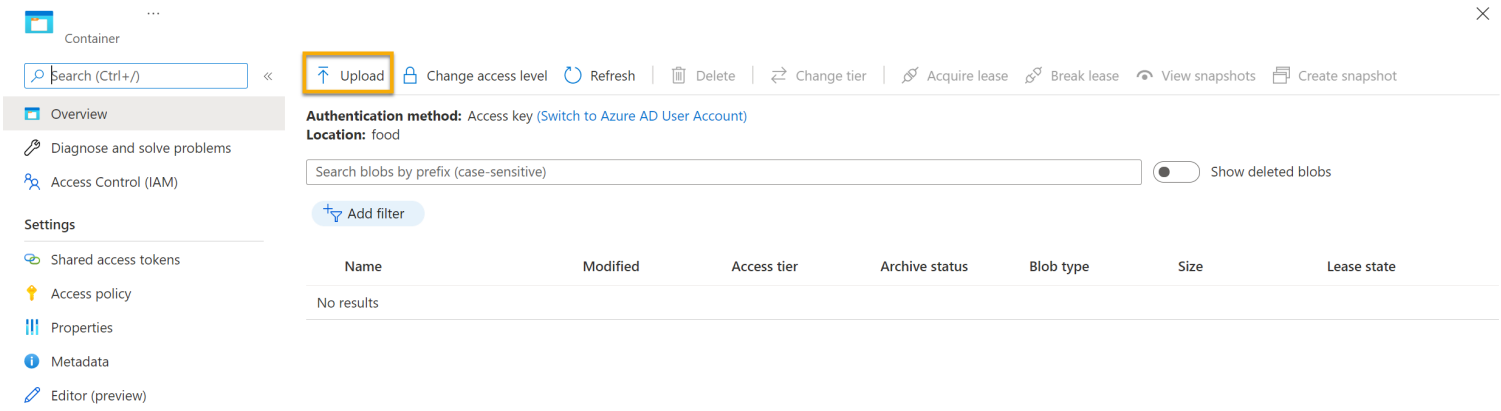 ...
Container
Search (Ctrl+/)
«
Overview
Diagnose and solve problems
Access Control (IAM)
Settings
Shared access tokens
Access policy
Properties
Metadata
Editor (preview)
Upload Change access level Refresh Delete Change tier Acquire lease Break lease View snapshots Create snapshot
Authentication method: Access key (Switch to Azure AD User Account)
Location: food
Search blobs by prefix (case-sensitive) Show deleted blobs
Add filter
Name Modified Access tier Archive status Blob type Size Lease state
No results